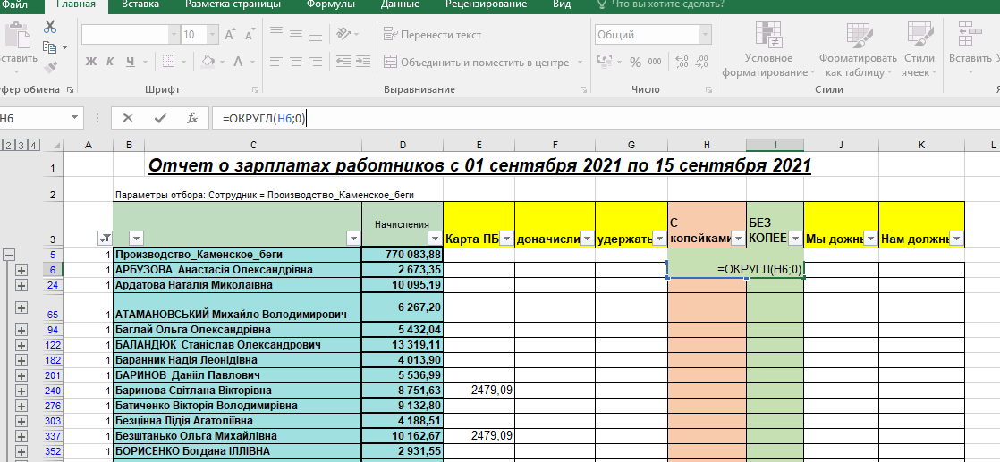 Файл Главная Вставка Разметка страницы Формулы Данные Рецензирование Вид Что вы хотите сделать?
10 А А Перенести текст Общий
Ж К Ч А Объединить и поместить в центре % 000 Условное форматирование Форматировать как таблицу Стили ячеек Вставить
Шрифт Выравнивание Число Стили
H6 fx =ОКРУГЛ(H6;0)
2 3 4 A B C D E F G H I J K L
1 Отчет о зарплатах работников с 01 сентября 2021 по 15 сентября 2021
2 Параметры отбора: Сотрудник = Производство_Каменское_беги
3 Начисления Карта ПБ доначисли удержать С копейками БЕЗ КОПЕЕ Мы должн Нам должн
5 1 Производство_Каменское_беги 770 083,88
6 1 АРБУЗОВА Анастасія Олександрівна 2 673,35 =ОКРУГЛ(H6;0)
24 1 Ардатова Наталія Миколаївна 10 095,19
65 1 АТАМАНОВСЬКИЙ Михайло Володимирович 6 267,20
94 1 Баглай Ольга Олександрівна 5 432,04
122 1 БАЛАНДЮК Станіслав Олександрович 13 319,11
182 1 Баранник Надія Леонідівна 4 013,90
201 1 БАРИНОВ Данііл Павлович 5 536,99
240 1 Баринова Світлана Вікторівна 8 751,63 2479,09
276 1 Батиченко Вікторія Володимирівна 9 132,80
303 1 Безцінна Лідія Агатоліївна 4 188,51
337 1 Безштанько Ольга Михайлівна 10 162,67 2479,09
352 1 БОРИСЕНКО Богдана ІЛЛІВНА 2 931,55